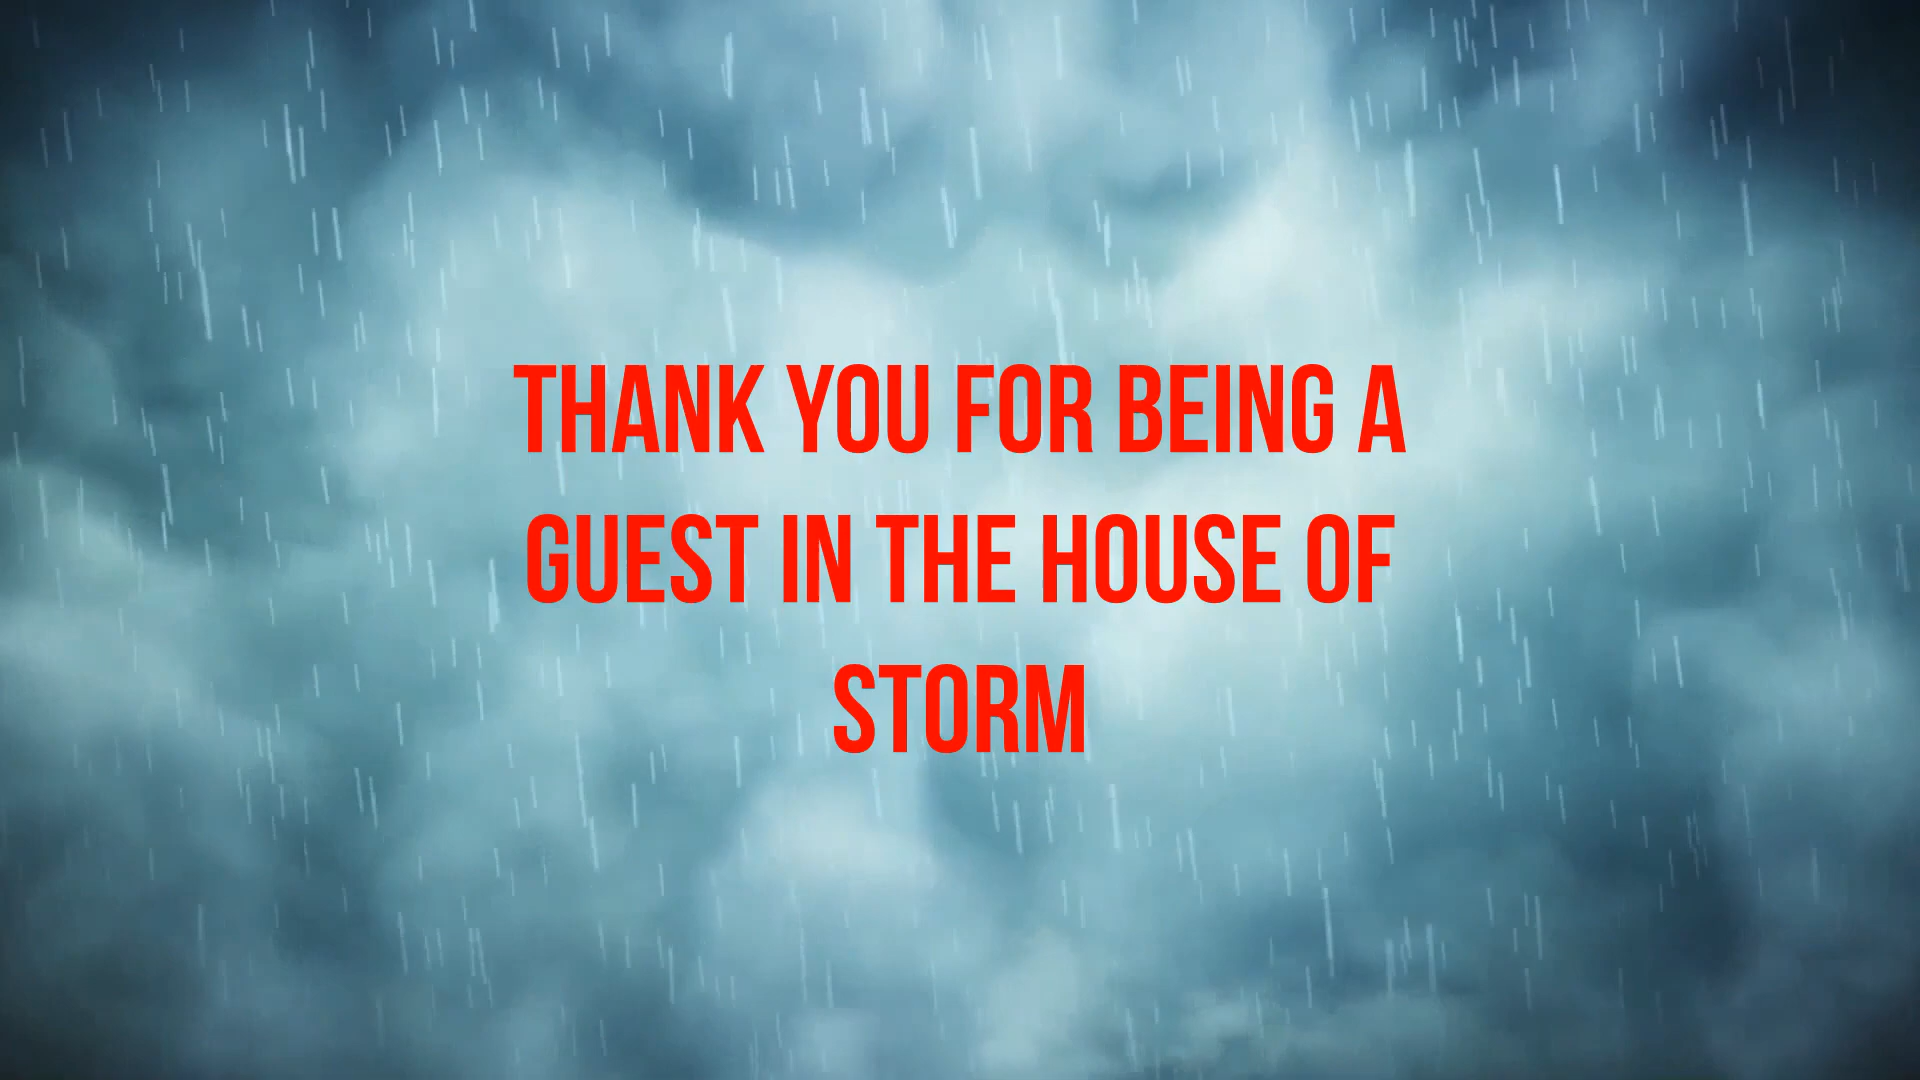 THANK YOU FOR BEING A
GUEST IN THE HOUSE OF
STORM